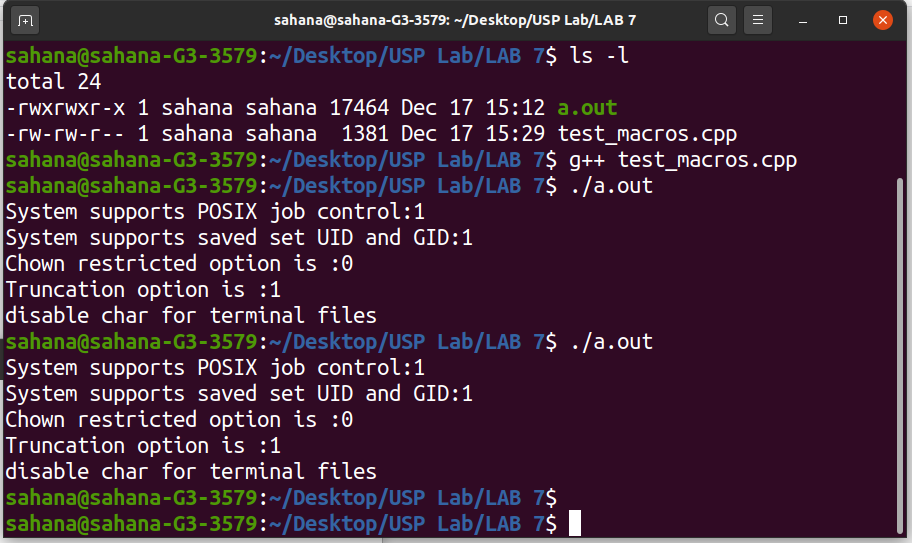 sahana@sahana-G3-3579: ~/Desktop/USP Lab/LAB 7
sahana@sahana-G3-3579:~/Desktop/USP Lab/LAB 7$ ls -l
total 24
-rwxrwxr-x 1 sahana sahana 17464 Dec 17 15:12 a.out
-rw-rw-r-- 1 sahana sahana  1381 Dec 17 15:29 test_macros.cpp
sahana@sahana-G3-3579:~/Desktop/USP Lab/LAB 7$ g++ test_macros.cpp
sahana@sahana-G3-3579:~/Desktop/USP Lab/LAB 7$ ./a.out
System supports POSIX job control:1
System supports saved set UID and GID:1
Chown restricted option is :0
Truncation option is :1
disable char for terminal files
sahana@sahana-G3-3579:~/Desktop/USP Lab/LAB 7$ ./a.out
System supports POSIX job control:1
System supports saved set UID and GID:1
Chown restricted option is :0
Truncation option is :1
disable char for terminal files
sahana@sahana-G3-3579:~/Desktop/USP Lab/LAB 7$
sahana@sahana-G3-3579:~/Desktop/USP Lab/LAB 7$